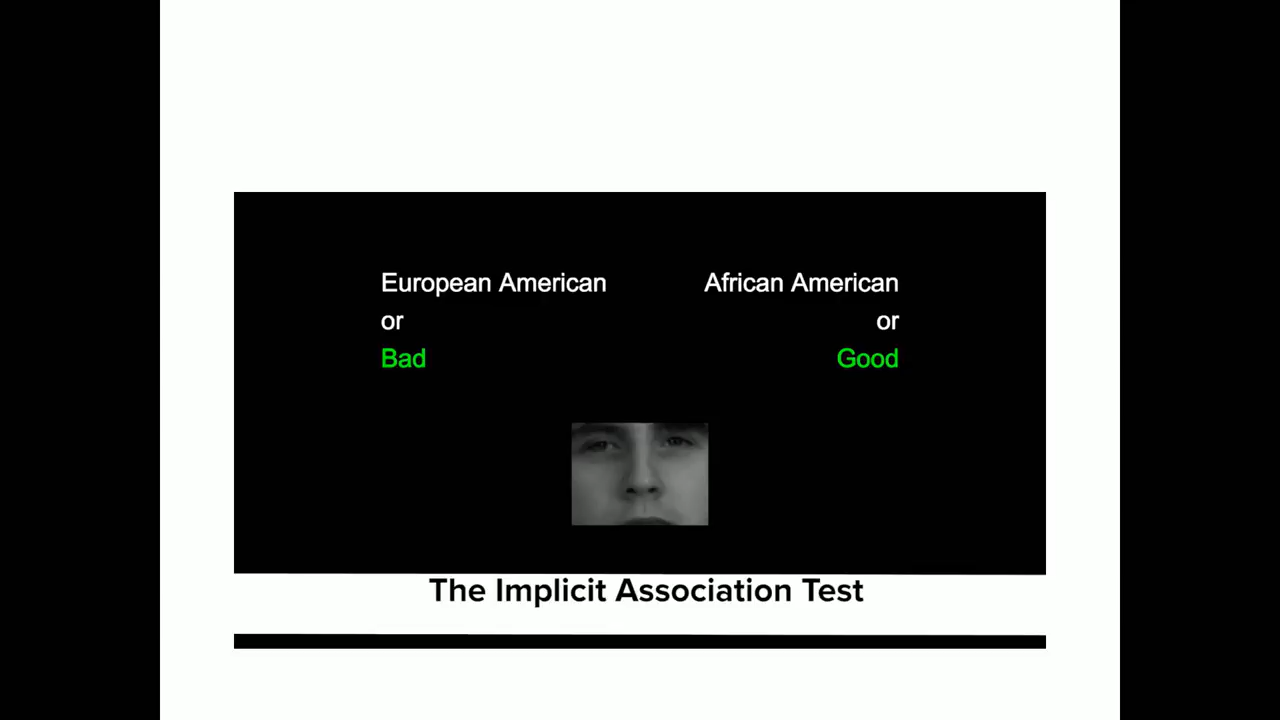 European American
African American
or
or
Bad
Good
The Implicit Association Test